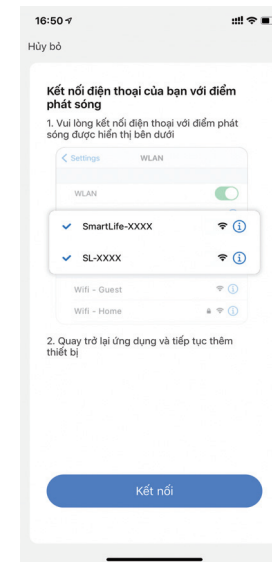 16:50
Hủy bỏ
Kết nối điện thoại của bạn với điểm
phát sóng
1. Vui lòng kết nối điện thoại với điểm phát
sóng được hiển thị bên dưới
Settings WLAN
WLAN
SmartLife-XXXX
SL-XXXX
Wifi - Guest
Wifi - Home
2. Quay trở lại ứng dụng và tiếp tục thêm
thiết bị
Kết nối